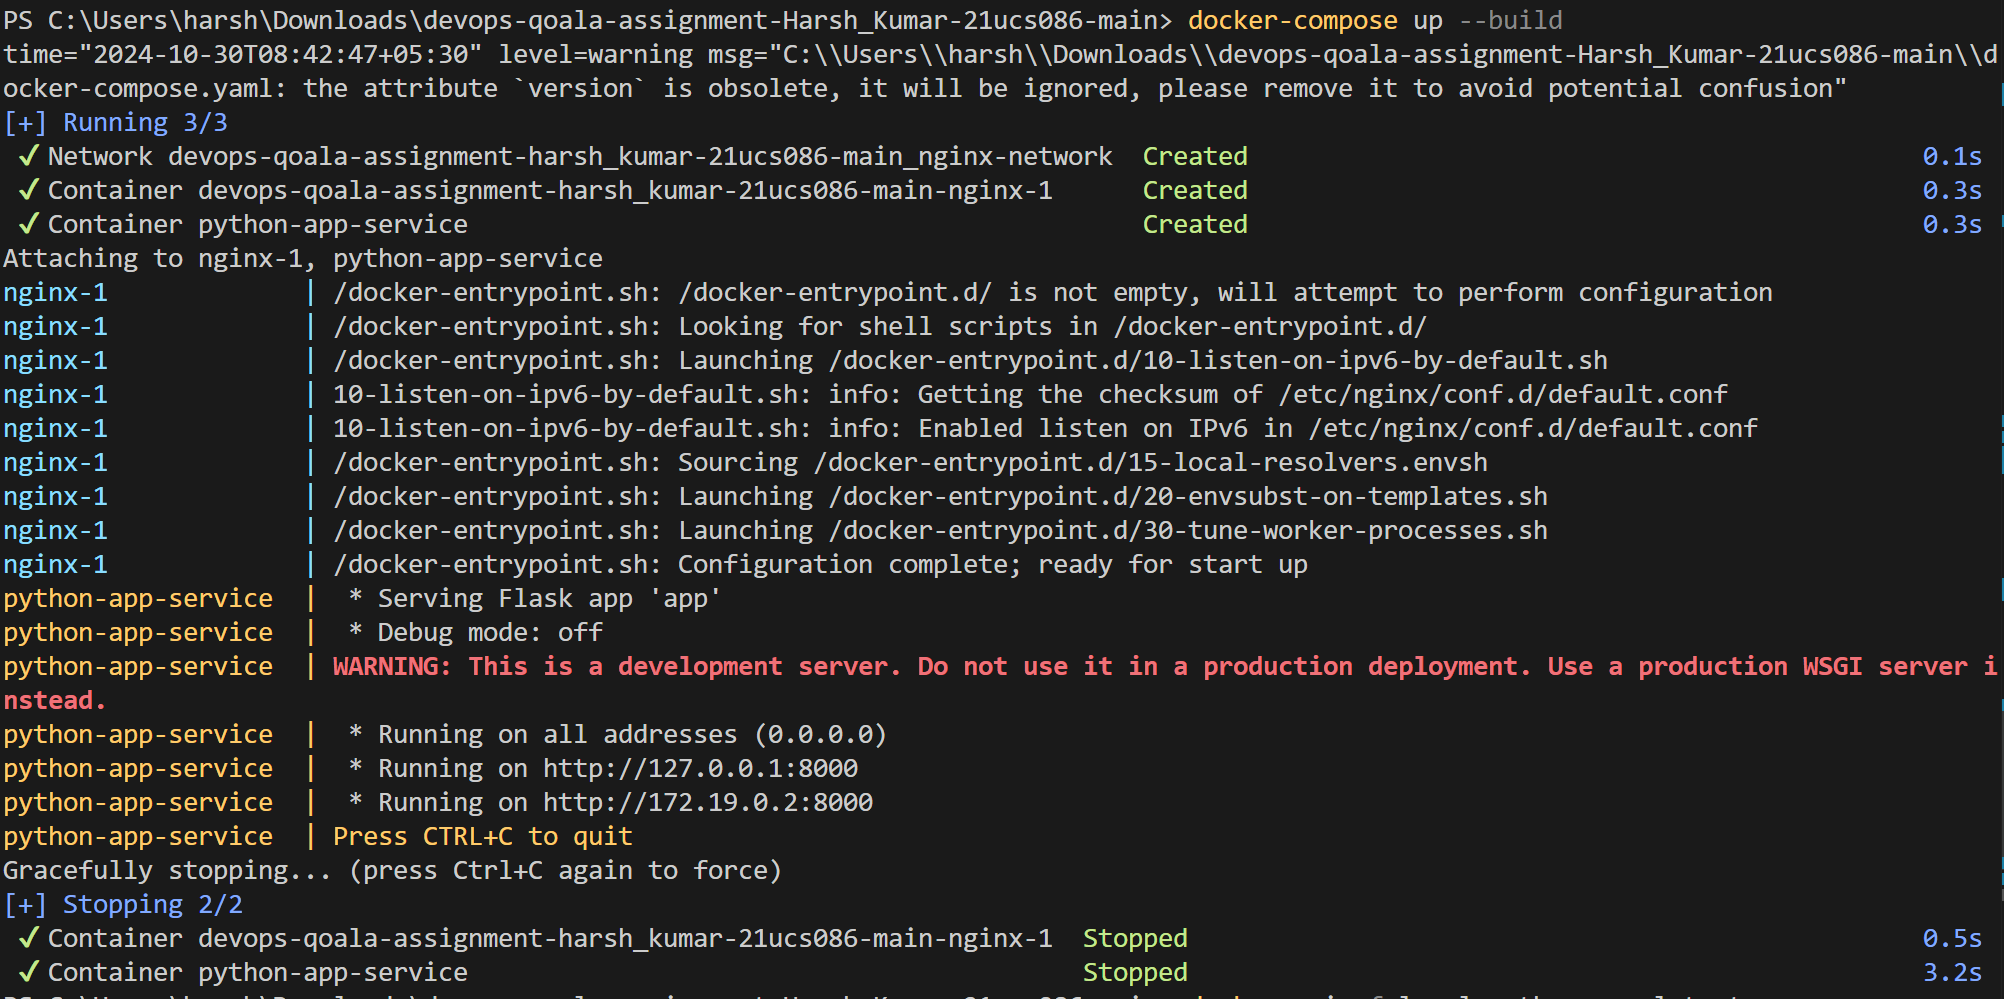 PS C:\Users\harsh\Downloads\devops-qoala-assignment-Harsh_Kumar-21ucs086-main> docker-compose up --build
time="2024-10-30T08:42:47+05:30" level=warning msg="C:\\Users\\harsh\\Downloads\\devops-qoala-assignment-Harsh_Kumar-21ucs086-main\\d
ocker-compose.yaml: the attribute `version` is obsolete, it will be ignored, please remove it to avoid potential confusion"
[+] Running 3/3
 ✔ Network devops-qoala-assignment-harsh_kumar-21ucs086-main_nginx-network  Created 0.1s
 ✔ Container devops-qoala-assignment-harsh_kumar-21ucs086-main-nginx-1      Created 0.3s
 ✔ Container python-app-service                                             Created 0.3s
Attaching to nginx-1, python-app-service
nginx-1             | /docker-entrypoint.sh: /docker-entrypoint.d/ is not empty, will attempt to perform configuration
nginx-1             | /docker-entrypoint.sh: Looking for shell scripts in /docker-entrypoint.d/
nginx-1             | /docker-entrypoint.sh: Launching /docker-entrypoint.d/10-listen-on-ipv6-by-default.sh
nginx-1             | 10-listen-on-ipv6-by-default.sh: info: Getting the checksum of /etc/nginx/conf.d/default.conf
nginx-1             | 10-listen-on-ipv6-by-default.sh: info: Enabled listen on IPv6 in /etc/nginx/conf.d/default.conf
nginx-1             | /docker-entrypoint.sh: Sourcing /docker-entrypoint.d/15-local-resolvers.envsh
nginx-1             | /docker-entrypoint.sh: Launching /docker-entrypoint.d/20-envsubst-on-templates.sh
nginx-1             | /docker-entrypoint.sh: Launching /docker-entrypoint.d/30-tune-worker-processes.sh
nginx-1             | /docker-entrypoint.sh: Configuration complete; ready for start up
python-app-service  |  * Serving Flask app 'app'
python-app-service  |  * Debug mode: off
python-app-service  | WARNING: This is a development server. Do not use it in a production deployment. Use a production WSGI server i
nstead.
python-app-service  |  * Running on all addresses (0.0.0.0)
python-app-service  |  * Running on http://127.0.0.1:8000
python-app-service  |  * Running on http://172.19.0.2:8000
python-app-service  | Press CTRL+C to quit
Gracefully stopping... (press Ctrl+C again to force)
[+] Stopping 2/2
 ✔ Container devops-qoala-assignment-harsh_kumar-21ucs086-main-nginx-1  Stopped 0.5s
 ✔ Container python-app-service                                         Stopped 3.2s